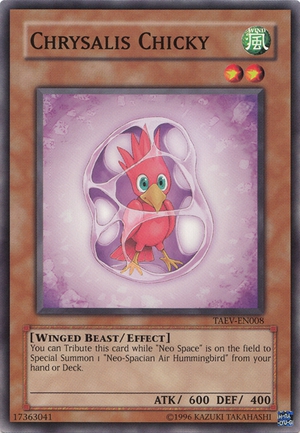 CHRYSALIS CHICKY
WIND
風
TAEV-EN008
[WINGED BEAST/EFFECT]
You can Tribute this card while "Neo Space" is on the field to
Special Summon 1 "Neo-Spacian Air Hummingbird" from your
hand or Deck.
ATK/ 600 DEF/ 400
17363041
©1996 KAZUKI TAKAHASHI